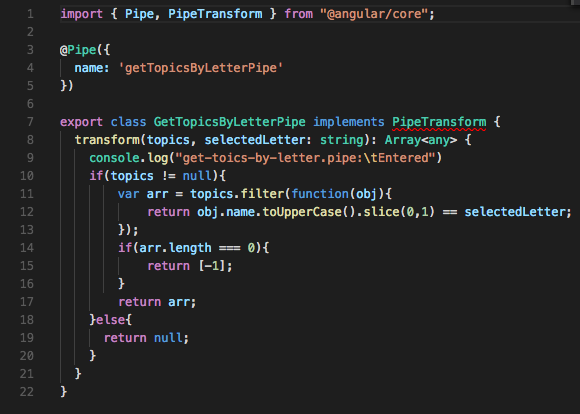 1 import { Pipe, PipeTransform } from "@angular/core";
2
3 @Pipe({
4   name: 'getTopicsByLetterPipe'
5 })
6
7 export class GetTopicsByLetterPipe implements PipeTransform {
8   transform(topics, selectedLetter: string): Array<any> {
9     console.log("get-toics-by-letter.pipe:\tEntered")
10     if(topics != null){
11         var arr = topics.filter(function(obj){
12             return obj.name.toUpperCase().slice(0,1) == selectedLetter;
13         });
14         if(arr.length === 0){
15             return [-1];
16         }
17         return arr;
18     }else{
19       return null;
20     }
21   }
22 }